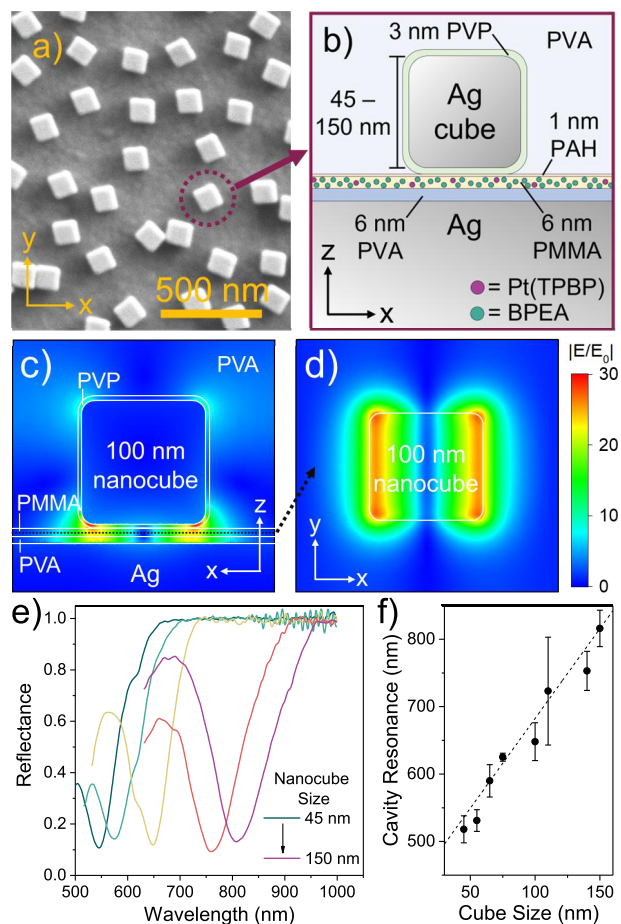 a)
y
x
500 nm
b)
3 nm PVP
PVA
45 –
150 nm
Ag
cube
1 nm
PAH
6 nm
PVA
Ag
6 nm
PMMA
z
x
= Pt(TPBP)
= BPEA
c)
PVA
PVP
100 nm
nanocube
PMMA
z
PVA
x
Ag
d)
100 nm
nanocube
y
x
|E/E0|
30
20
10
0
e)
1.0
0.8
0.6
0.4
0.2
0.0
Reflectance
Nanocube
Size
45 nm
150 nm
500 600 700 800 900 1000
Wavelength (nm)
f)
800
700
600
500
Cavity Resonance (nm)
50 100 150
Cube Size (nm)